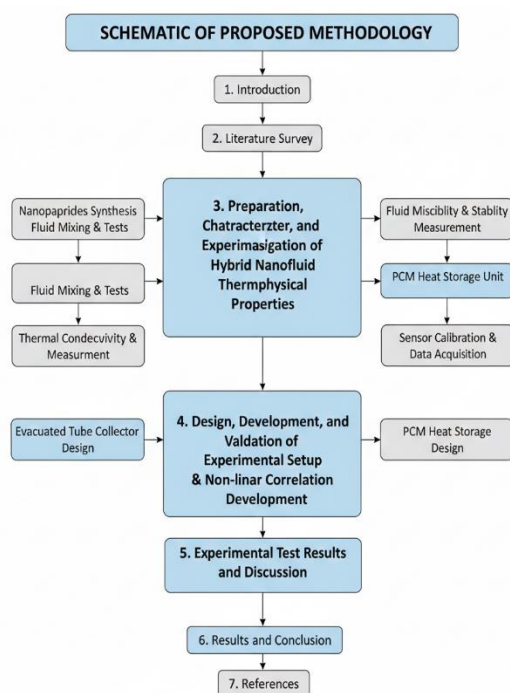 SCHEMATIC OF PROPOSED METHODOLOGY
1. Introduction
2. Literature Survey
Nanopaprides Synthesis
Fluid Mixing & Tests
Fluid Mixing & Tests
Thermal Condecvivity &
Measurment
3. Preparation,
Chatracterzter, and
Experimasigation of
Hybrid Nanofluid
Thermphysical
Properties
Fluid Misciblity & Stablity
Measurement
PCM Heat Storage Unit
Sensor Calibration &
Data Acquisition
Evacuated Tube Collector
Design
4. Design, Development, and
Valdation of
Experimental Setup
& Non-linar Correlation
Development
PCM Heat Storage
Design
5. Experimental Test Results
and Discussion
6. Results and Conclusion
7. References